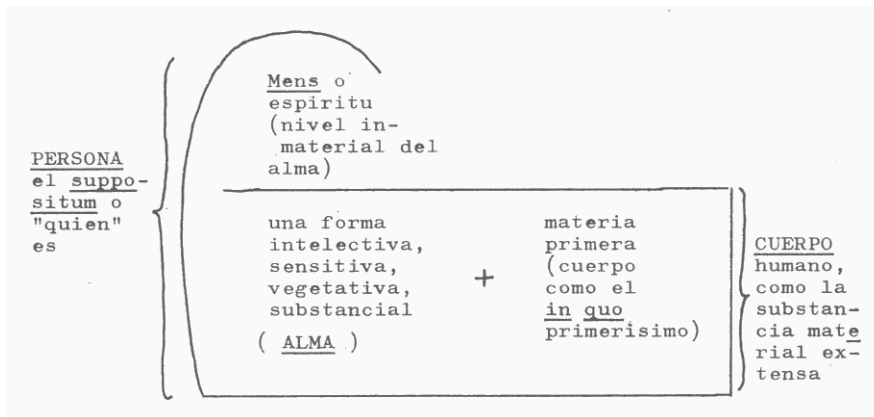 PERSONA
el suppo-
situm o
"quien"
es
Mens o
espiritu
(nivel in-
material del
alma)
una forma
intelectiva,
sensitiva,
vegetativa,
substancial
( ALMA )
+
materia
primera
(cuerpo
como el
in quo
primerisimo)
CUERPO
humano,
como la
substan-
cia mate
rial ex-
tensa